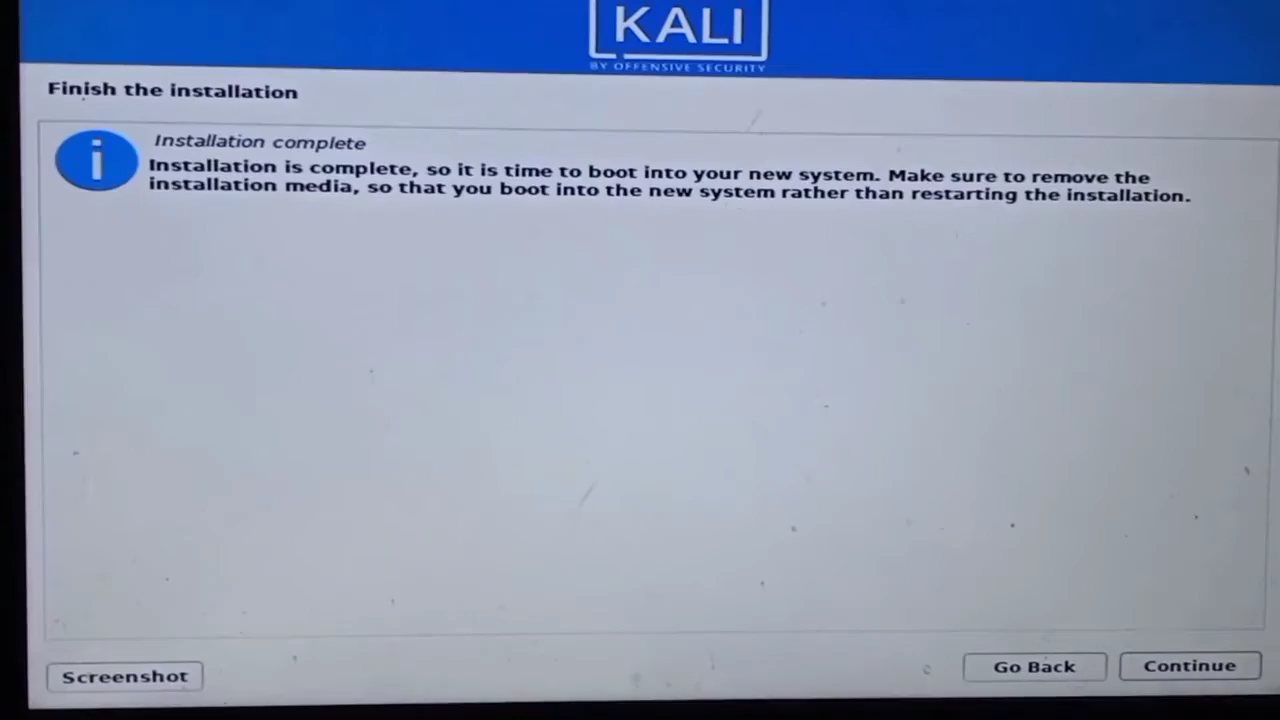 KALI
BY OFFENSIVE SECURITY
Finish the installation
Installation complete
Installation is complete, so it is time to boot into your new system. Make sure to remove the
installation media, so that you boot into the new system rather than restarting the installation.
Screenshot
Go Back
Continue